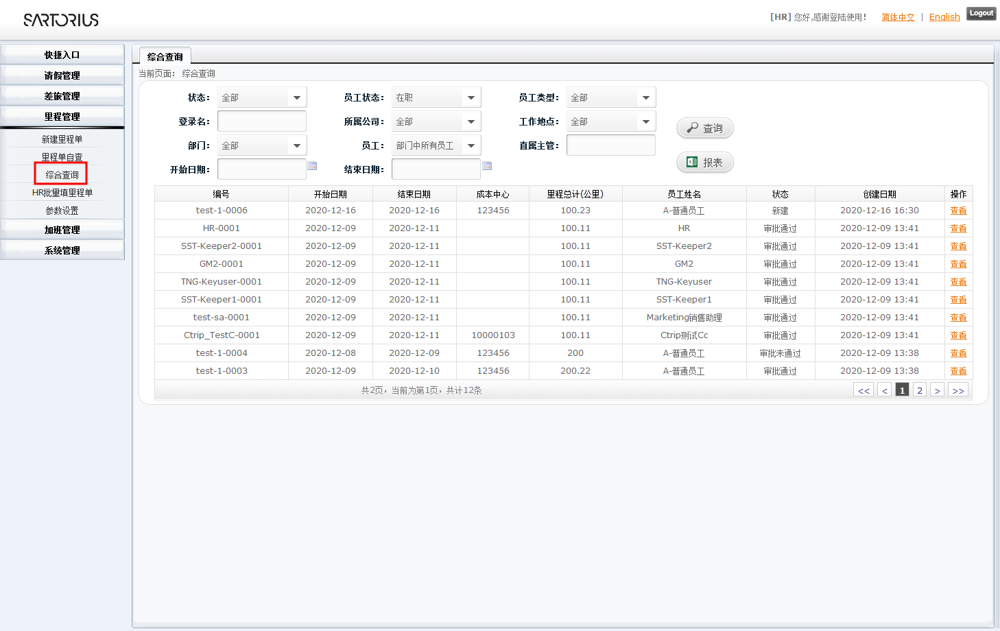 SARTORIUS
[HR] 您好,感谢登陆使用! 简体中文 | English Logout
快捷入口
请假管理
差旅管理
里程管理
新建里程单
里程单自查
综合查询
HR批量填里程单
参数设置
加班管理
系统管理
综合查询
当前页面： 综合查询
状态： 全部 员工状态： 在职 员工类型： 全部
登录名： 所属公司： 全部 工作地点： 全部
部门： 全部 员工： 部门中所有员工 直属主管：
开始日期： 结束日期：
查询
报表
编号 开始日期 结束日期 成本中心 里程总计(公里) 员工姓名 状态 创建日期 操作
test-1-0006 2020-12-16 2020-12-16 123456 100.23 A-普通员工 新建 2020-12-16 16:30 查看
HR-0001 2020-12-09 2020-12-11 100.11 HR 审批通过 2020-12-09 13:41 查看
SST-Keeper2-0001 2020-12-09 2020-12-11 100.11 SST-Keeper2 审批通过 2020-12-09 13:41 查看
GM2-0001 2020-12-09 2020-12-11 100.11 GM2 审批通过 2020-12-09 13:41 查看
TNG-Keyuser-0001 2020-12-09 2020-12-11 100.11 TNG-Keyuser 审批通过 2020-12-09 13:41 查看
SST-Keeper1-0001 2020-12-09 2020-12-11 100.11 SST-Keeper1 审批通过 2020-12-09 13:41 查看
test-sa-0001 2020-12-09 2020-12-11 100.11 Marketing销售助理 审批通过 2020-12-09 13:41 查看
Ctrip_TestC-0001 2020-12-09 2020-12-11 10000103 100.11 Ctrip测试Cc 审批通过 2020-12-09 13:41 查看
test-1-0004 2020-12-08 2020-12-09 123456 200 A-普通员工 审批未通过 2020-12-09 13:38 查看
test-1-0003 2020-12-09 2020-12-10 123456 200.22 A-普通员工 审批通过 2020-12-09 13:38 查看
共2页，当前为第1页，共计12条 << < 1 2 > >>